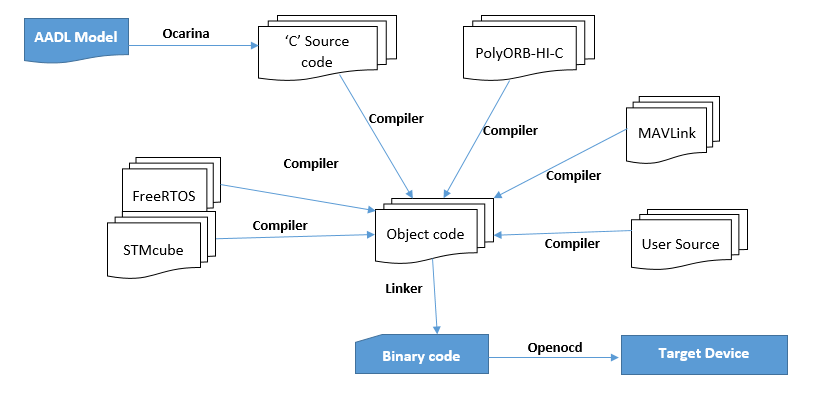 AADL Model
Ocarina
‘C’ Source
code
PolyORB-HI-C
Compiler
Compiler
MAVLink
Compiler
Compiler
FreeRTOS
Compiler
STMcube
Object code
Compiler
User Source
Linker
Binary code
Openocd
Target Device